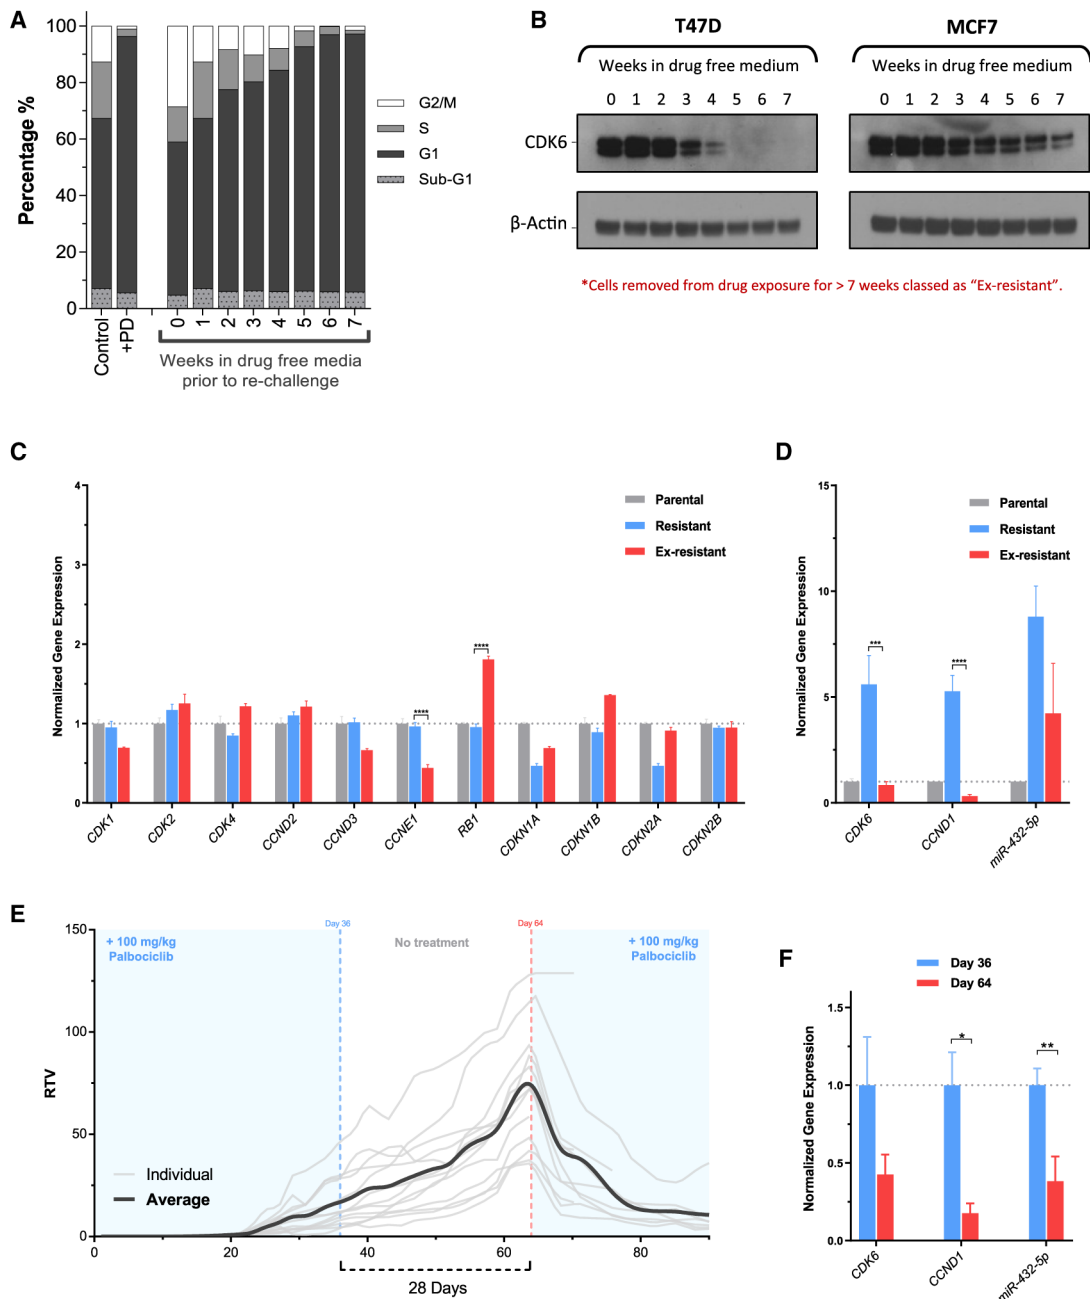 A
Percentage %
100
80
60
40
20
0
G2/M
S
G1
Sub-G1
Control
+PD
0 1 2 3 4 5 6 7
Weeks in drug free media
prior to re-challenge
B
T47D
Weeks in drug free medium
0 1 2 3 4 5 6 7
MCF7
Weeks in drug free medium
0 1 2 3 4 5 6 7
CDK6
β-Actin
*Cells removed from drug exposure for > 7 weeks classed as “Ex-resistant”.
C
Normalized Gene Expression
4
3
2
1
0
Parental
Resistant
Ex-resistant
****
****
CDK1
CDK2
CDK4
CCND2
CCND3
CCNE1
RB1
CDKN1A
CDKN1B
CDKN2A
CDKN2B
D
Normalized Gene Expression
15
10
5
0
Parental
Resistant
Ex-resistant
***
****
CDK6
CCND1
miR-432-5p
E
RTV
150
100
50
0
Day 36
Day 64
+ 100 mg/kg
Palbociclib
No treatment
+ 100 mg/kg
Palbociclib
Individual
Average
0 20 40 60 80
28 Days
F
Day 36
Day 64
Normalized Gene Expression
1.5
1.0
0.5
0.0
*
**
CDK6
CCND1
miR-432-5p